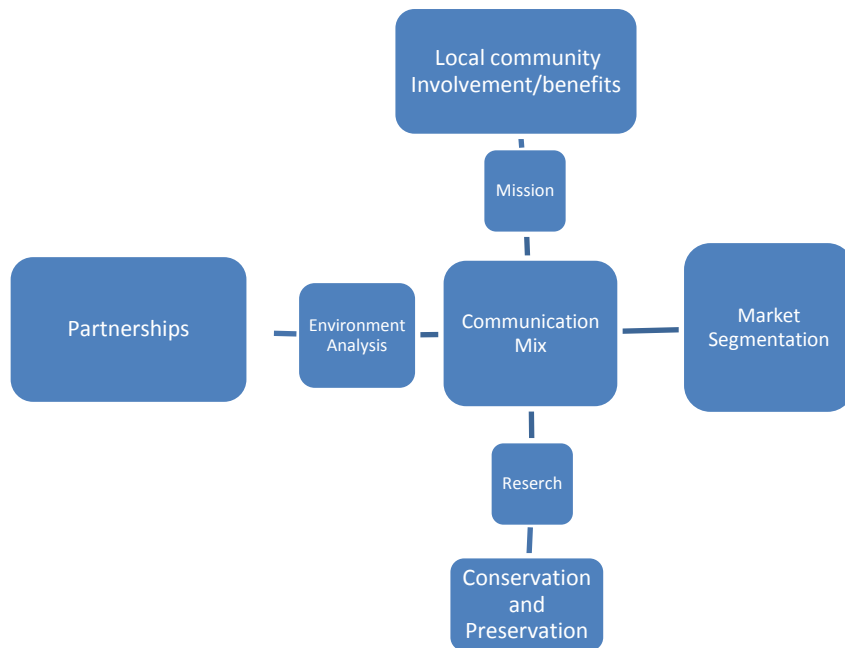 Local community
Involvement/benefits
Mission
Partnerships
Environment
Analysis
Communication
Mix
Market
Segmentation
Reserch
Conservation
and
Preservation